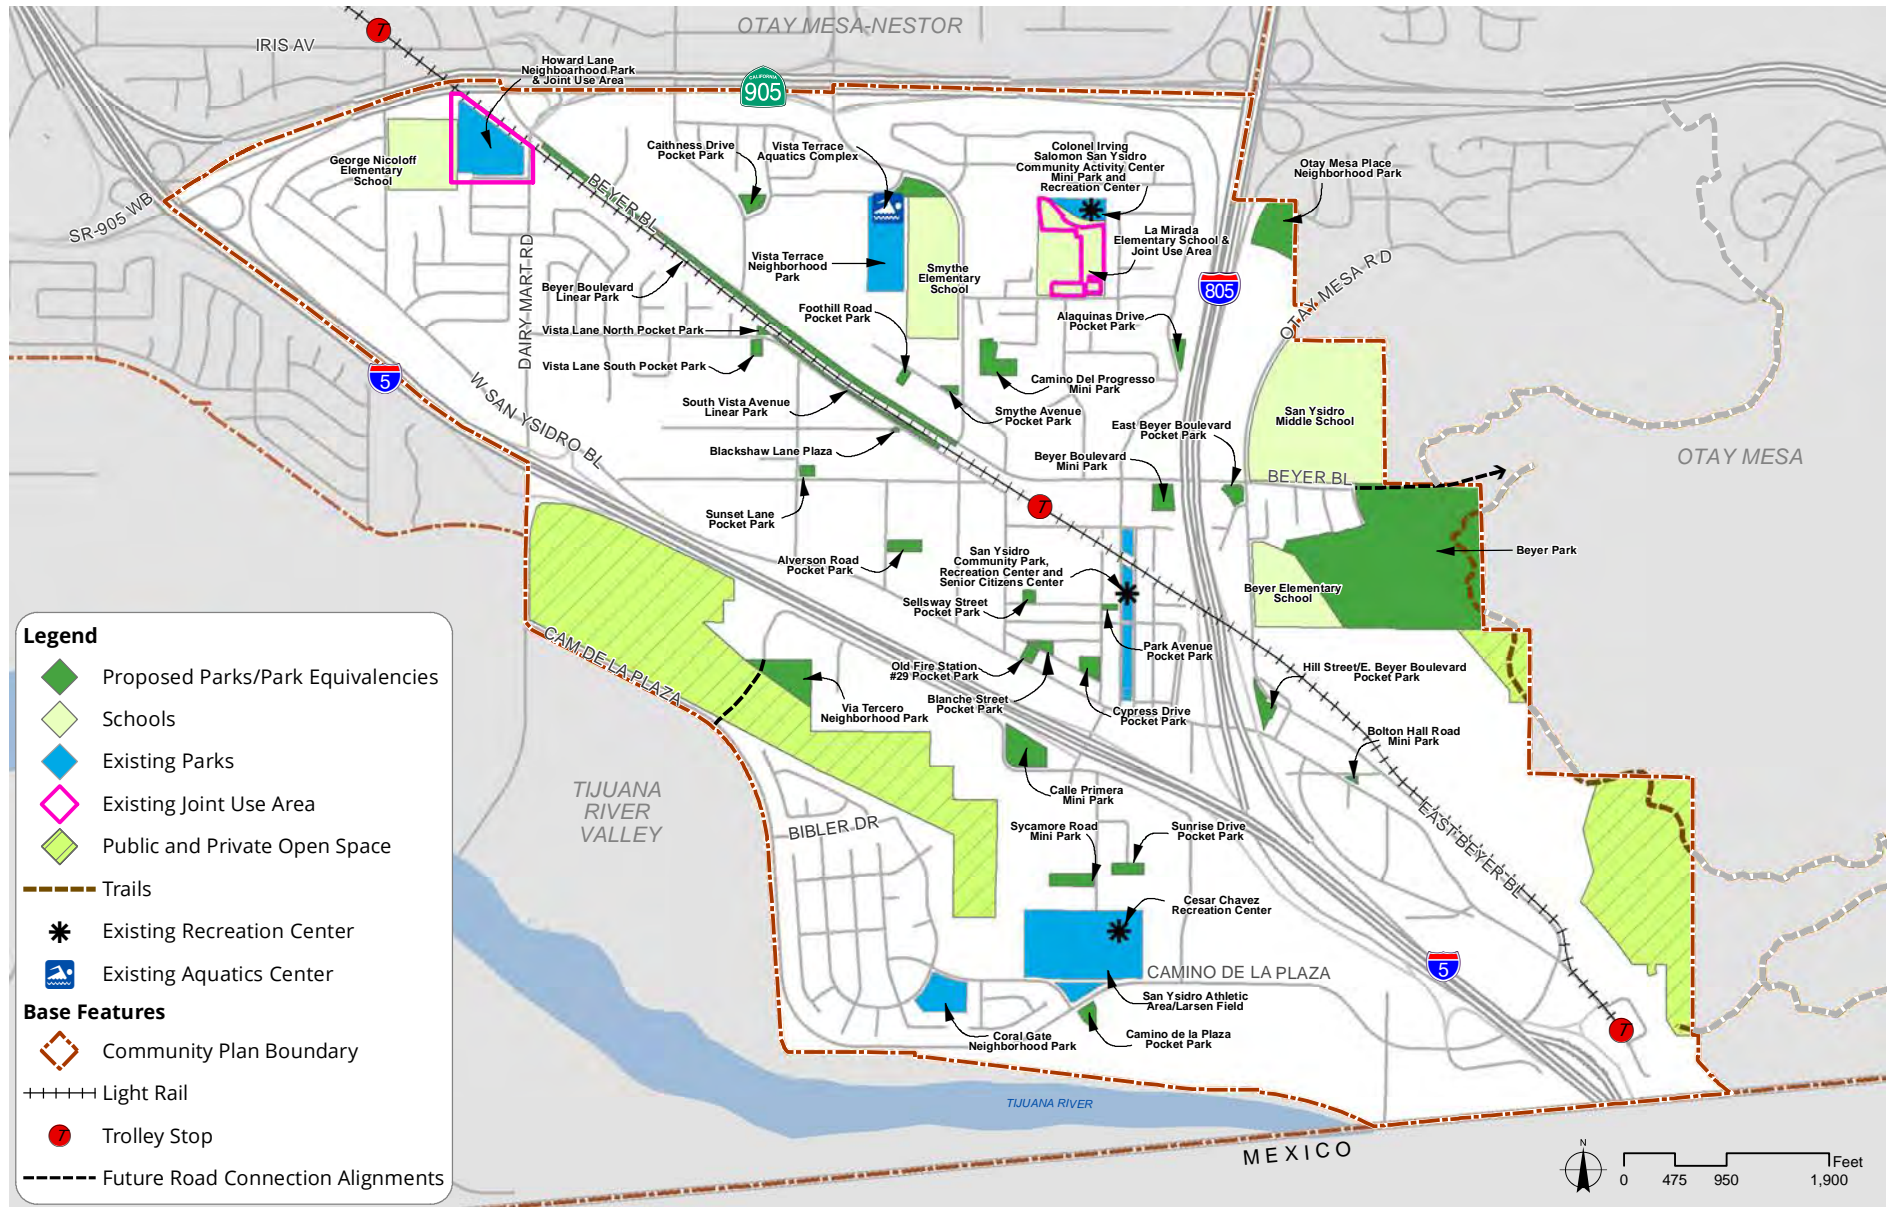 OTAY MESA-NESTOR
T
IRIS AV
Howard Lane
Neighboarhood Park
& Joint Use Area
CALIFORNIA
905
George Nicoloff
Elementary
School
SR-905 WB
BEYER BL
Caithness Drive
Pocket Park
Vista Terrace
Aquatics Complex
Colonel Irving
Salomon San Ysidro
Community Activity Center
Mini Park and
Recreation Center
Otay Mesa Place
Neighborhood Park
La Mirada
Elementary School &
Joint Use Area
DAIRY MART RD
Vista Terrace
Neighborhood
Park
Smythe
Elementary
School
805
OTAY MESA RD
Beyer Boulevard
Linear Park
Foothill Road
Pocket Park
Alaquinas Drive
Pocket Park
Vista Lane North Pocket Park
Vista Lane South Pocket Park
5
W SAN YSIDRO BL
South Vista Avenue
Linear Park
Camino Del Progresso
Mini Park
Smythe Avenue
Pocket Park
San Ysidro
Middle School
East Beyer Boulevard
Pocket Park
Blackshaw Lane Plaza
Beyer Boulevard
Mini Park
BEYER BL
OTAY MESA
Sunset Lane
Pocket Park
T
Alverson Road
Pocket Park
San Ysidro
Community Park,
Recreation Center and
Senior Citizens Center
Beyer Park
Beyer Elementary
School
Sellsway Street
Pocket Park
Park Avenue
Pocket Park
CAM DE LA PLAZA
Old Fire Station
#29 Pocket Park
Hill Street/E. Beyer Boulevard
Pocket Park
Blanche Street
Pocket Park
Via Tercero
Neighborhood Park
Cypress Drive
Pocket Park
Bolton Hall Road
Mini Park
TIJUANA
RIVER
VALLEY
Calle Primera
Mini Park
BIBLER DR
Sycamore Road
Mini Park
Sunrise Drive
Pocket Park
EAST BEYER BL
Cesar Chavez
Recreation Center
5
CAMINO DE LA PLAZA
San Ysidro Athletic
Area/Larsen Field
Coral Gate
Neighborhood Park
Camino de la Plaza
Pocket Park
T
TIJUANA RIVER
MEXICO
Legend
Proposed Parks/Park Equivalencies
Schools
Existing Parks
Existing Joint Use Area
Public and Private Open Space
Trails
Existing Recreation Center
Existing Aquatics Center
Base Features
Community Plan Boundary
Light Rail
T
Trolley Stop
Future Road Connection Alignments
N
Feet
0 475 950 1,900